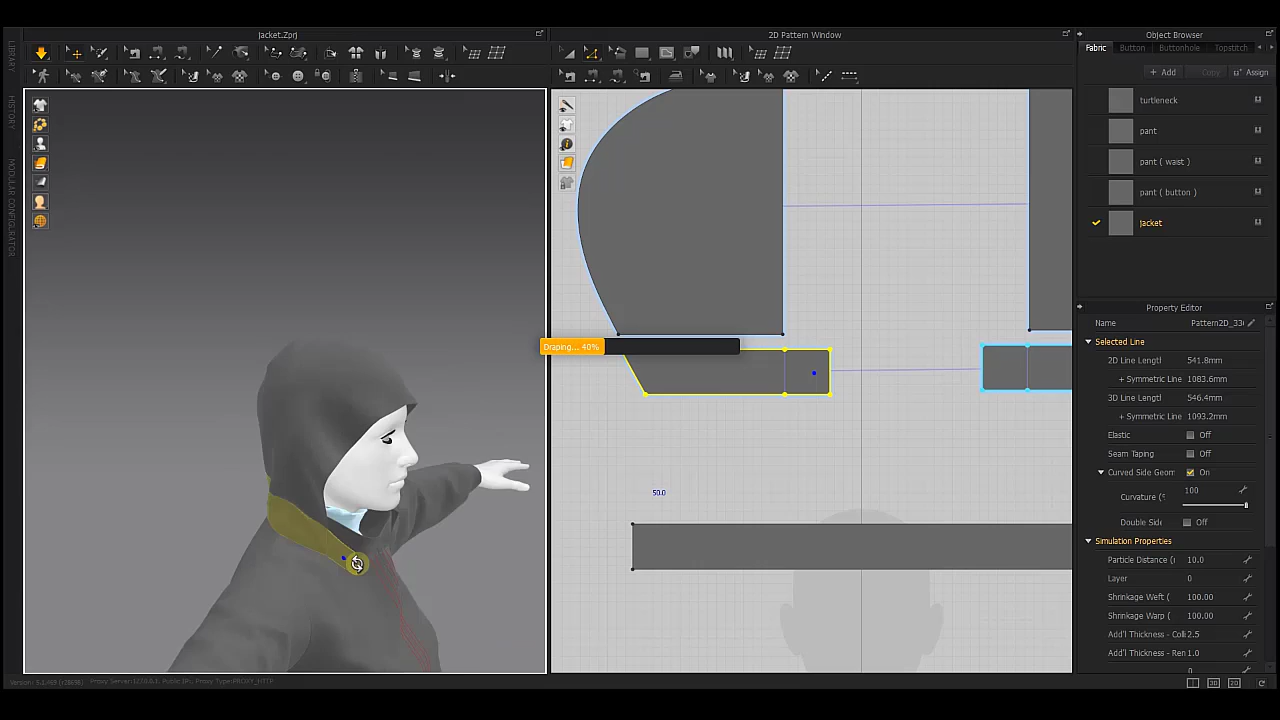 jacket.Zprj
2D Pattern Window
Object Browser
LIBRARY
HISTORY
MODULAR CONFIGURATOR
Fabric
Button
Buttonhole
Topstitch
+ Add
Copy
Assign
turtleneck
pant
pant ( waist )
pant ( button )
jacket
Property Editor
Name
Pattern2D_33
Selected Line
2D Line Lengtl
541.8mm
+ Symmetric Line
1083.6mm
3D Line Lengtl
546.4mm
+ Symmetric Line
1093.2mm
Elastic
Off
Seam Taping
Off
Curved Side Geom
On
Curvature (
100
Double Side
Off
Simulation Properties
Particle Distance (
10.0
Layer
0
Shrinkage Weft (
100.00
Shrinkage Warp (
100.00
Add'l Thickness - Colli
2.5
Add'l Thickness - Ren
1.0
0
Draping... 40%
50.0